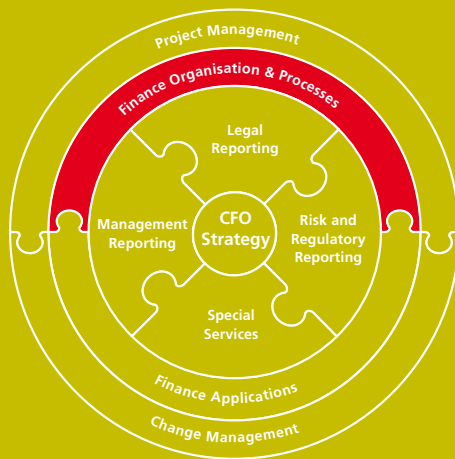 Project Management
Finance Organisation & Processes
Legal
Reporting
Management
Reporting
CFO
Strategy
Risk and
Regulatory
Reporting
Special
Services
Finance Applications
Change Management